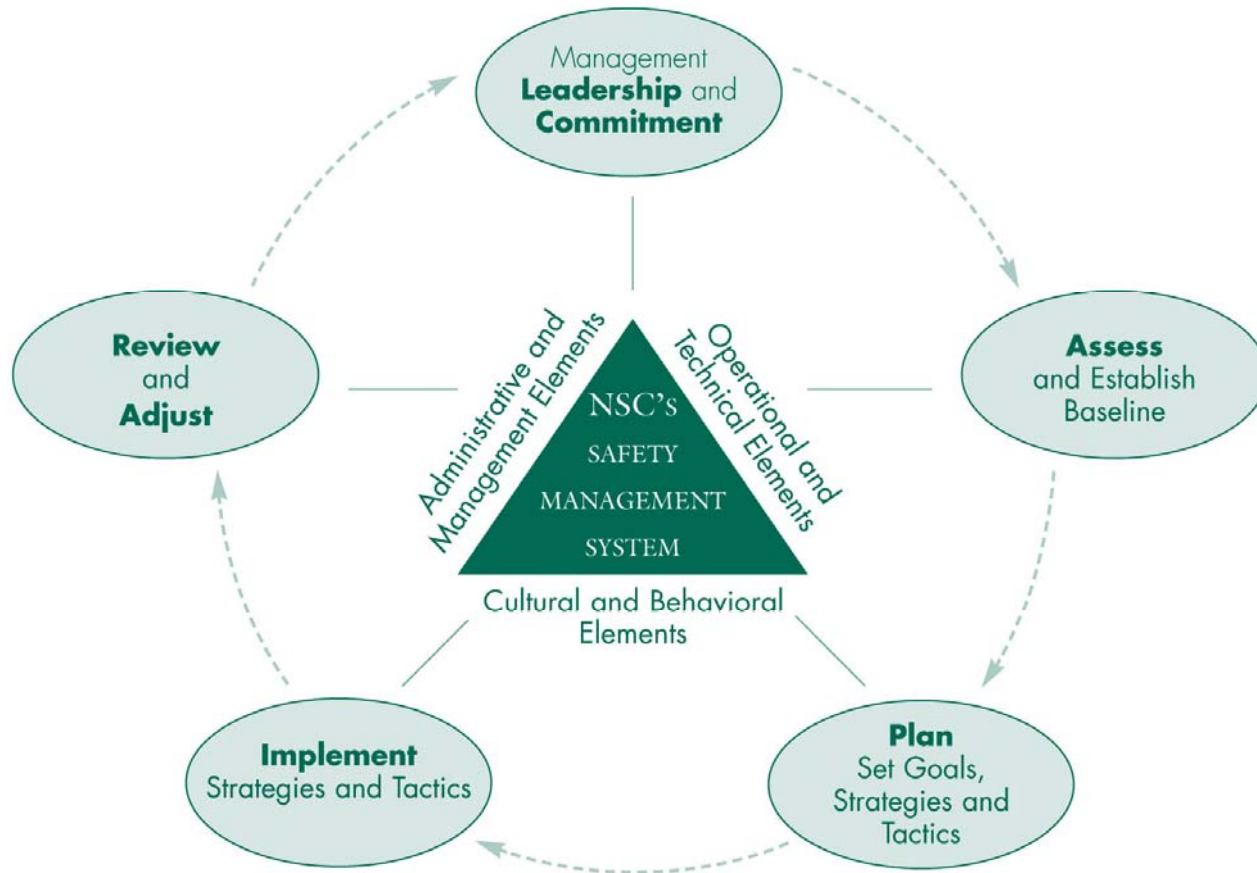 Management
Leadership and
Commitment
Assess
and Establish
Baseline
Plan
Set Goals,
Strategies and
Tactics
Implement
Strategies and Tactics
Review
and
Adjust
Administrative and
Management Elements
Operational and
Technical Elements
NSC's
SAFETY
MANAGEMENT
SYSTEM
Cultural and Behavioral
Elements